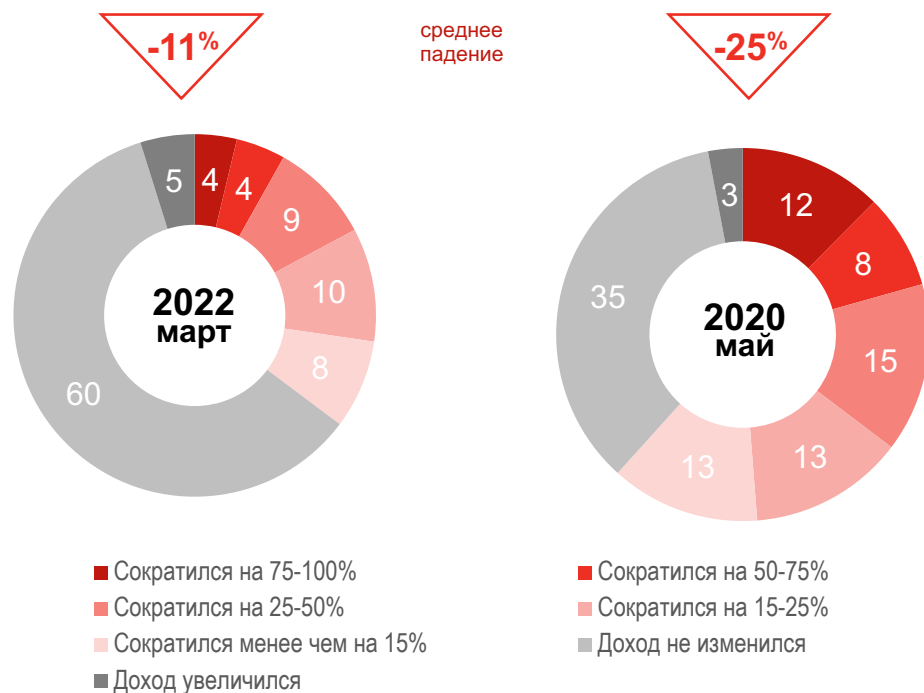 -11%
среднее
падение
-25%
5
4
4
9
10
8
60
2022
март
3
12
8
15
13
13
35
2020
май
Сократился на 75-100%
Сократился на 50-75%
Сократился на 25-50%
Сократился на 15-25%
Сократился менее чем на 15%
Доход не изменился
Доход увеличился